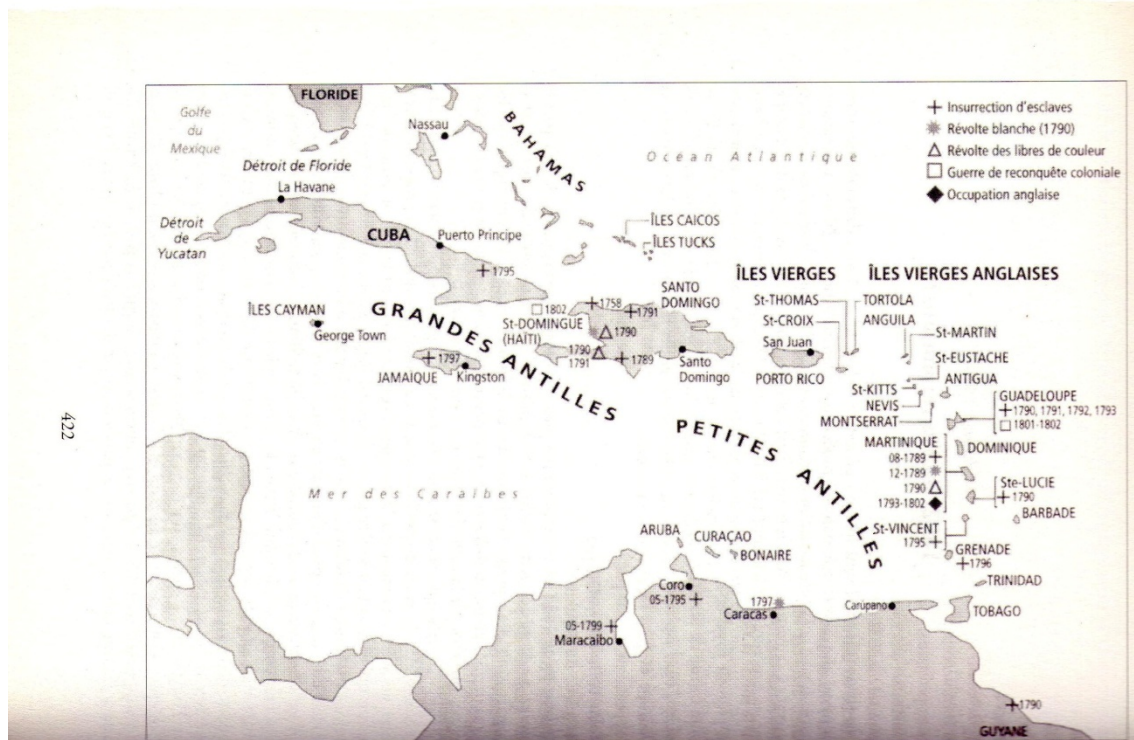 422
FLORIDE
Golfe
du
Mexique
Nassau
BAHAMAS
Océan Atlantique
Détroit de Floride
La Havane
Détroit
de
Yucatan
CUBA
Puerto Principe
1795
ÎLES CAICOS
ÎLES TUCKS
Insurrection d'esclaves
Révolte blanche (1790)
Révolte des libres de couleur
Guerre de reconquête coloniale
Occupation anglaise
ÎLES CAYMAN
George Town
GRANDES ANTILLES
1797
JAMAÏQUE
Kingston
1802
St-DOMINGUE
(HAÏTI)
1758
1791
SANTO
DOMINGO
1790
1790
1791
1789
Santo
Domingo
ÎLES VIERGES
St-THOMAS
St-CROIX
San Juan
PORTO RICO
ÎLES VIERGES ANGLAISES
TORTOLA
ANGUILA
St-MARTIN
St-EUSTACHE
ANTIGUA
St-KITTS
NEVIS
MONTSERRAT
GUADELOUPE
1790, 1791, 1792, 1793
1801-1802
PETITES ANTILLES
MARTINIQUE
08-1789
12-1789
1790
1793-1802
DOMINIQUE
Ste-LUCIE
1790
BARBADE
St-VINCENT
1795
GRENADE
1796
TRINIDAD
TOBAGO
Mer des Caraïbes
ARUBA
CURAÇAO
BONAIRE
Coro
05-1795
1797
Caracas
Carúpano
05-1799
Maracaïbo
1790
GUYANE